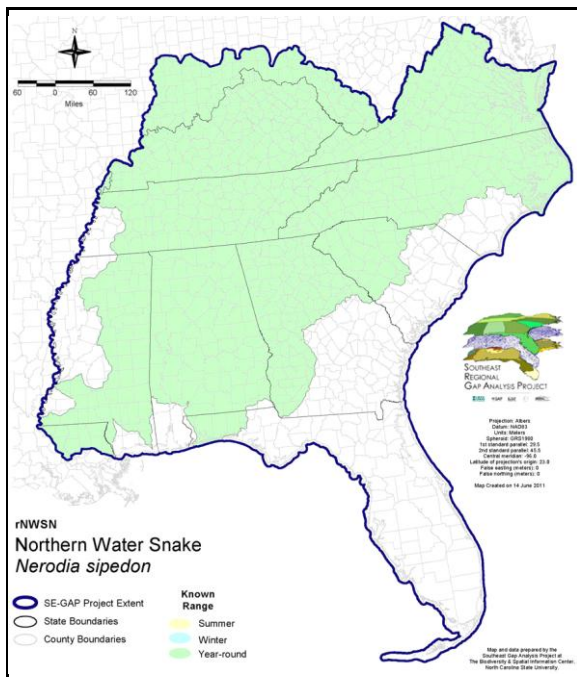 N
60 0 60 120
Miles
SOUTHEAST
REGIONAL
GAP ANALYSIS PROJECT
Projection: Albers
Datum: NAD83
Units: Meters
Spheroid: GRS1980
1st standard parallel: 29.5
2nd standard parallel: 45.5
Central meridian: -96.0
Latitude of projection's origin: 23.0
False easting (meters): 0
False northing (meters): 0
Map Created on 14 June 2011
rNWSN
Northern Water Snake
Nerodia sipedon
SE-GAP Project Extent
State Boundaries
County Boundaries
Known
Range
Summer
Winter
Year-round
Map and data prepared by the
Southeast Gap Analysis Project at
The Biodiversity & Spatial Information Center,
North Carolina State University.